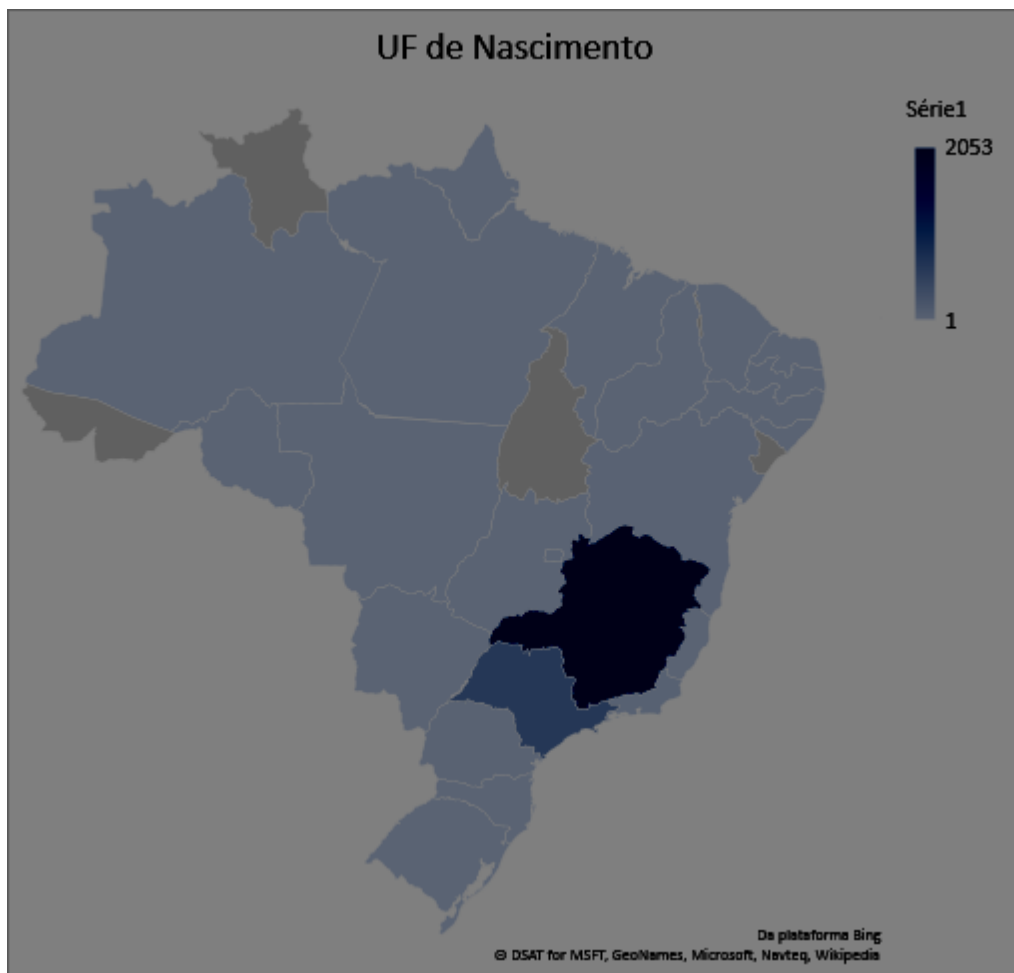 UF de Nascimento
Série1
2053
1
Da plataforma Bing
© DSAT for MSFT, GeoNames, Microsoft, Navteq, Wikipedia